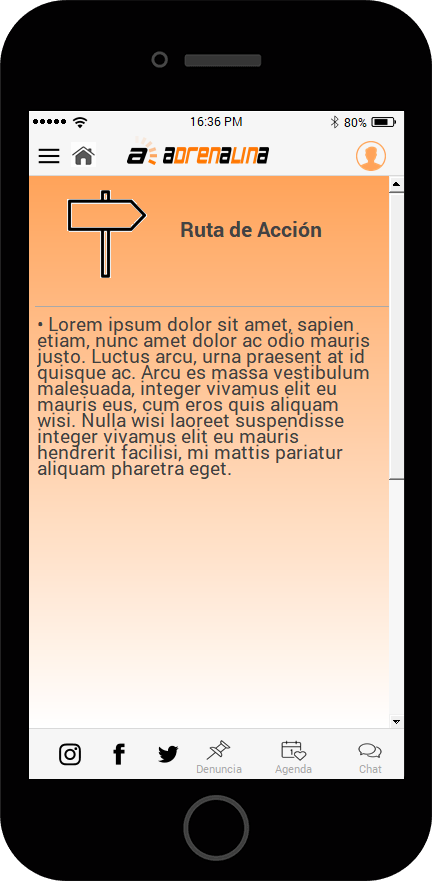 16:36 PM
80%
a adrenalina
Ruta de Acción
• Lorem ipsum dolor sit amet, sapien
etiam, nunc amet dolor ac odio mauris
justo. Luctus arcu, urna praesent at id
quisque ac. Arcu es massa vestibulum
malesuada, integer vivamus elit eu
mauris eus, cum eros quis aliquam
wisi. Nulla wisi laoreet suspendisse
integer vivamus elit eu mauris
hendrerit facilisi, mi mattis pariatur
aliquam pharetra eget.
1
Denuncia
Agenda
Chat